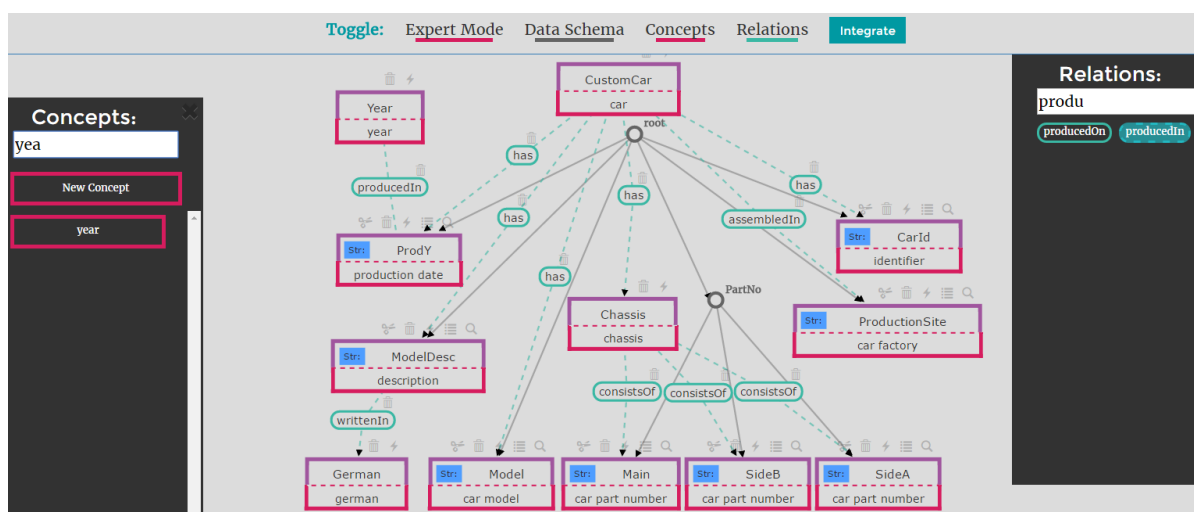 Toggle: Expert Mode Data Schema Concepts Relations Integrate
Concepts:
yea
New Concept
year
Relations:
produ
producedOn producedIn
CustomCar
car
Year
year
root
has
producedIn
has
has
has
assembledIn
Str: CarId
identifier
Str: ProdY
production date
has
PartNo
Chassis
chassis
Str: ProductionSite
car factory
Str: ModelDesc
description
consistsOf consistsOf consistsOf
writtenIn
German
german
Str: Model
car model
Str: Main
car part number
Str: SideB
car part number
Str: SideA
car part number